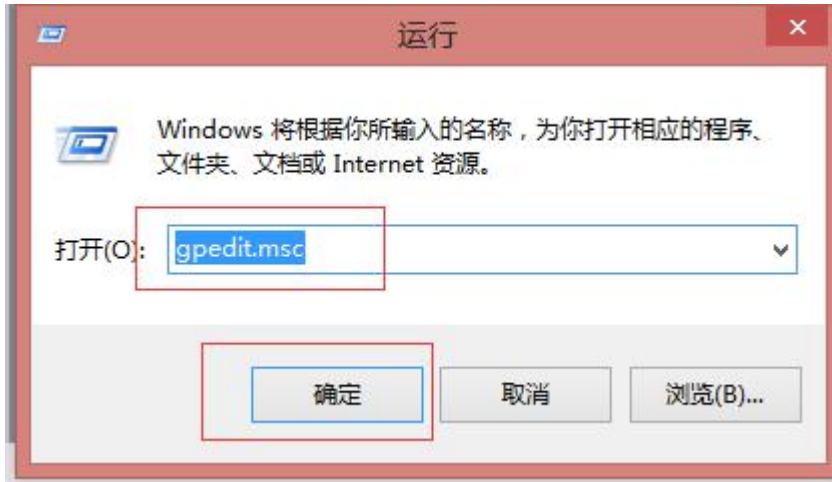 运行
Windows 将根据你所输入的名称，为你打开相应的程序、
文件夹、文档或 Internet 资源。
打开(O): gpedit.msc
确定 取消 浏览(B)...